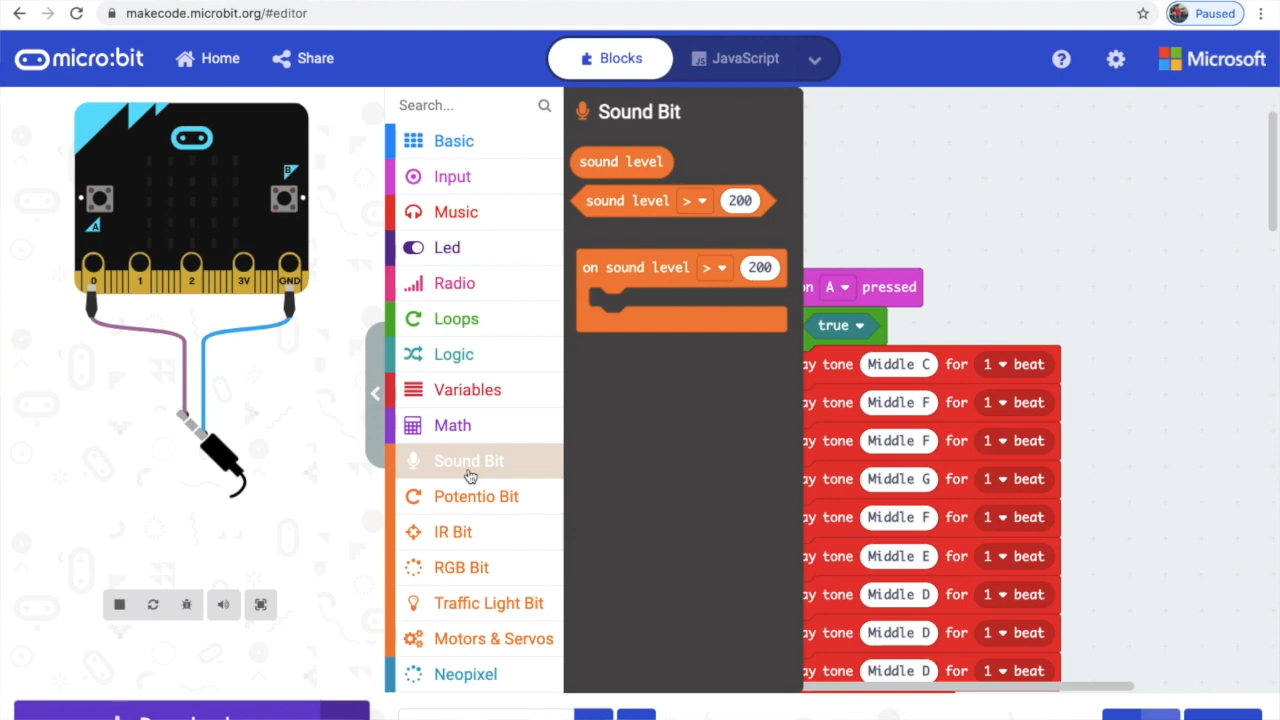 makecode.microbit.org/#editor
Paused
micro:bit
Home
Share
Blocks
JavaScript
Microsoft
Search...
Basic
Input
Music
Led
Radio
Loops
Logic
Variables
Math
Sound Bit
Potentio Bit
IR Bit
RGB Bit
Traffic Light Bit
Motors & Servos
Neopixel
Sound Bit
sound level
sound level > 200
on sound level > 200
A pressed
true
tone Middle C for 1 beat
tone Middle F for 1 beat
tone Middle F for 1 beat
tone Middle G for 1 beat
tone Middle F for 1 beat
tone Middle E for 1 beat
tone Middle D for 1 beat
tone Middle D for 1 beat
tone Middle D for 1 beat
A
B
0 1 2 3V GND